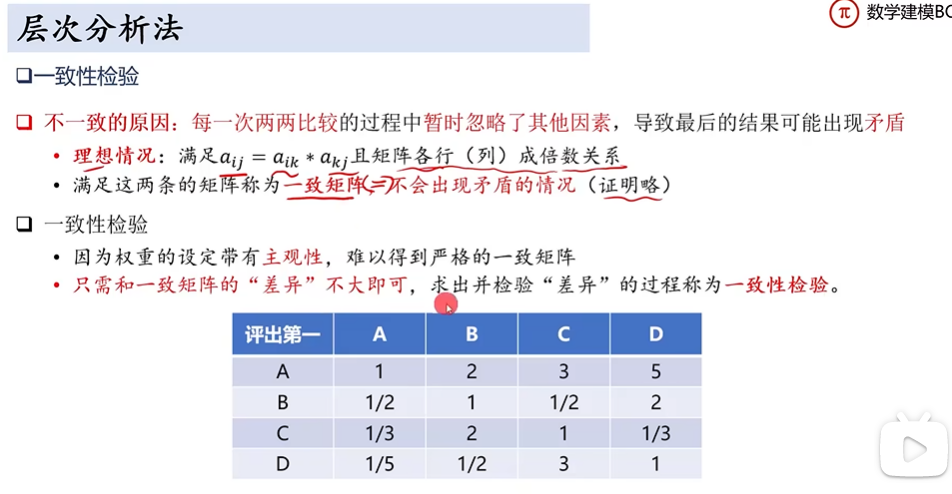 层次分析法
π 数学建模BO
❑一致性检验
❑ 不一致的原因：每一次两两比较的过程中暂时忽略了其他因素，导致最后的结果可能出现矛盾
• 理想情况：满足aij = aik * akj且矩阵各行（列）成倍数关系
• 满足这两条的矩阵称为一致矩阵(=)不会出现矛盾的情况（证明略）
❑ 一致性检验
• 因为权重的设定带有主观性，难以得到严格的一致矩阵
• 只需和一致矩阵的“差异”不大即可，求出并检验“差异”的过程称为一致性检验。
评出第一 A B C D
A 1 2 3 5
B 1/2 1 1/2 2
C 1/3 2 1 1/3
D 1/5 1/2 3 1